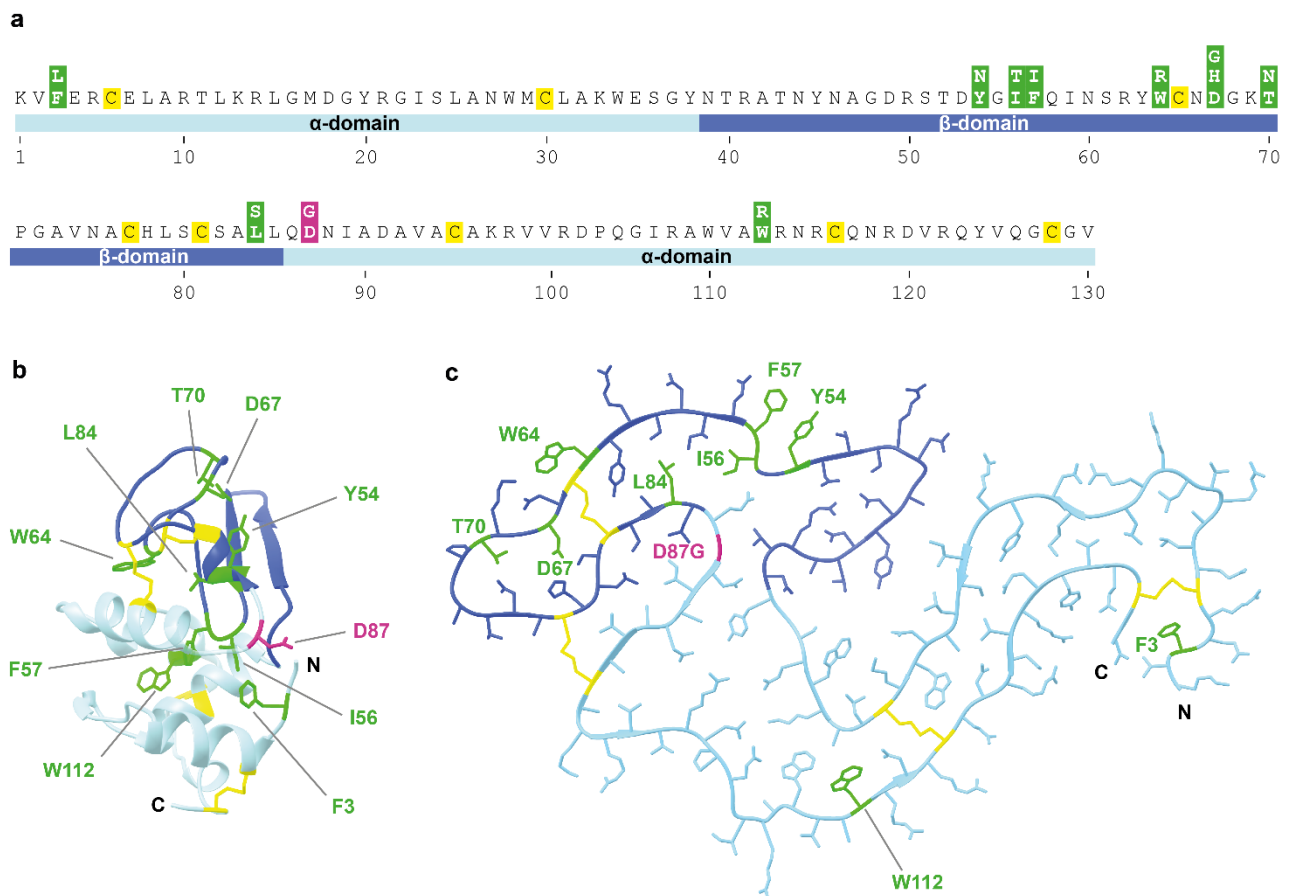 a
G
L N T I R H N
KVFERCELARTLKRLGMDGYRGISLANWMCLAKWESGYNTRATNYNAGDRSTDYGIFQINSRYWCNDGKT
α-domain β-domain
1 10 20 30 40 50 60 70
S G R
PGAVNACHLSCSALLQDNIADAVACAKRVVRDPQGIRAWVAWRNRCQNRDVRQYVQGCGV
β-domain α-domain
80 90 100 110 120 130
b
T70
D67
L84
Y54
W64
D87
N
F57
I56
W112
C
F3
c
F57
Y54
W64
I56
L84
T70
D67
D87G
F3
C
N
W112